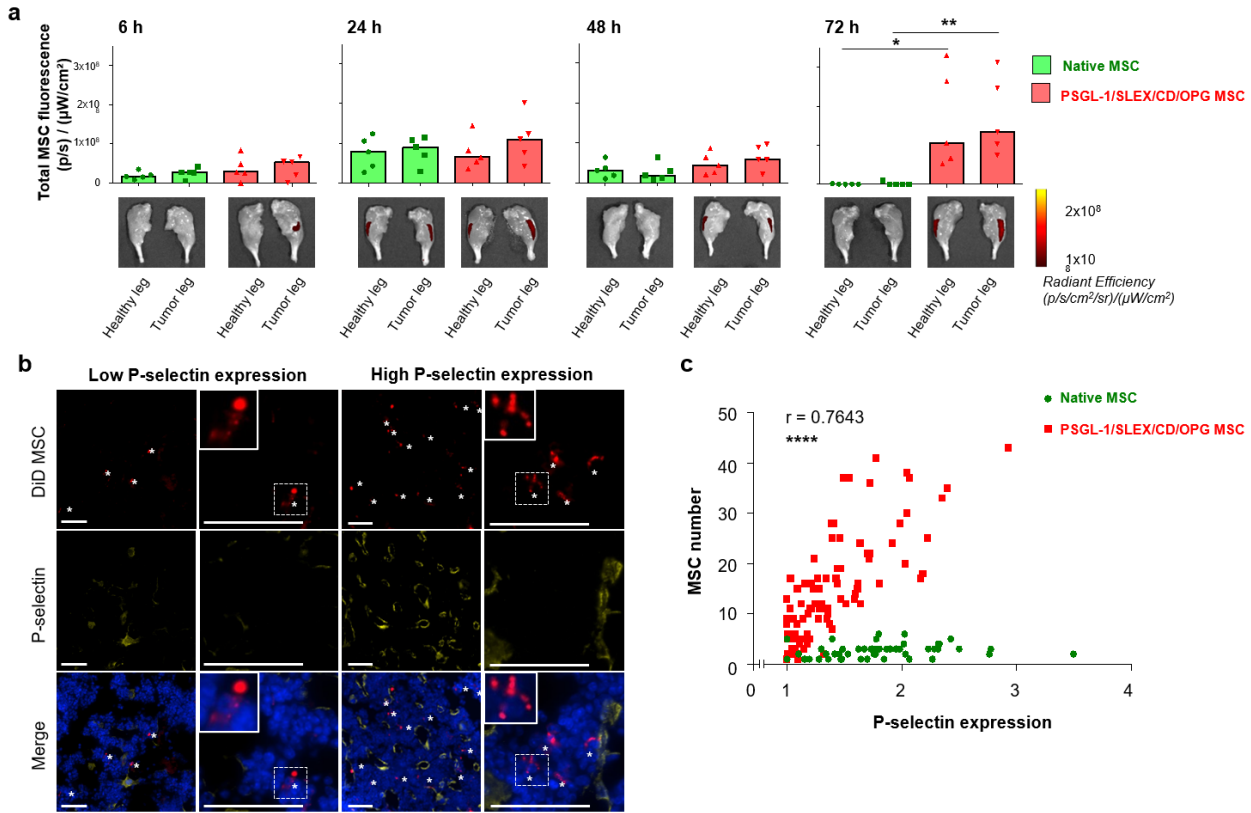 a
6 h
24 h
48 h
72 h
*
**
Total MSC fluorescence
(p/s) / (µW/cm²)
3x10⁸
2x10
8
1x10⁸
0
Native MSC
PSGL-1/SLEX/CD/OPG MSC
2x10⁸
1x10
8
Radiant Efficiency
(p/s/cm²/sr)/(µW/cm²)
Healthy leg
Tumor leg
Healthy leg
Tumor leg
Healthy leg
Tumor leg
Healthy leg
Tumor leg
Healthy leg
Tumor leg
Healthy leg
Tumor leg
Healthy leg
Tumor leg
Healthy leg
Tumor leg
b
Low P-selectin expression
High P-selectin expression
DiD MSC
P-selectin
Merge
c
Native MSC
PSGL-1/SLEX/CD/OPG MSC
r = 0.7643
****
MSC number
50
40
30
20
10
0
0
1
2
3
4
P-selectin expression